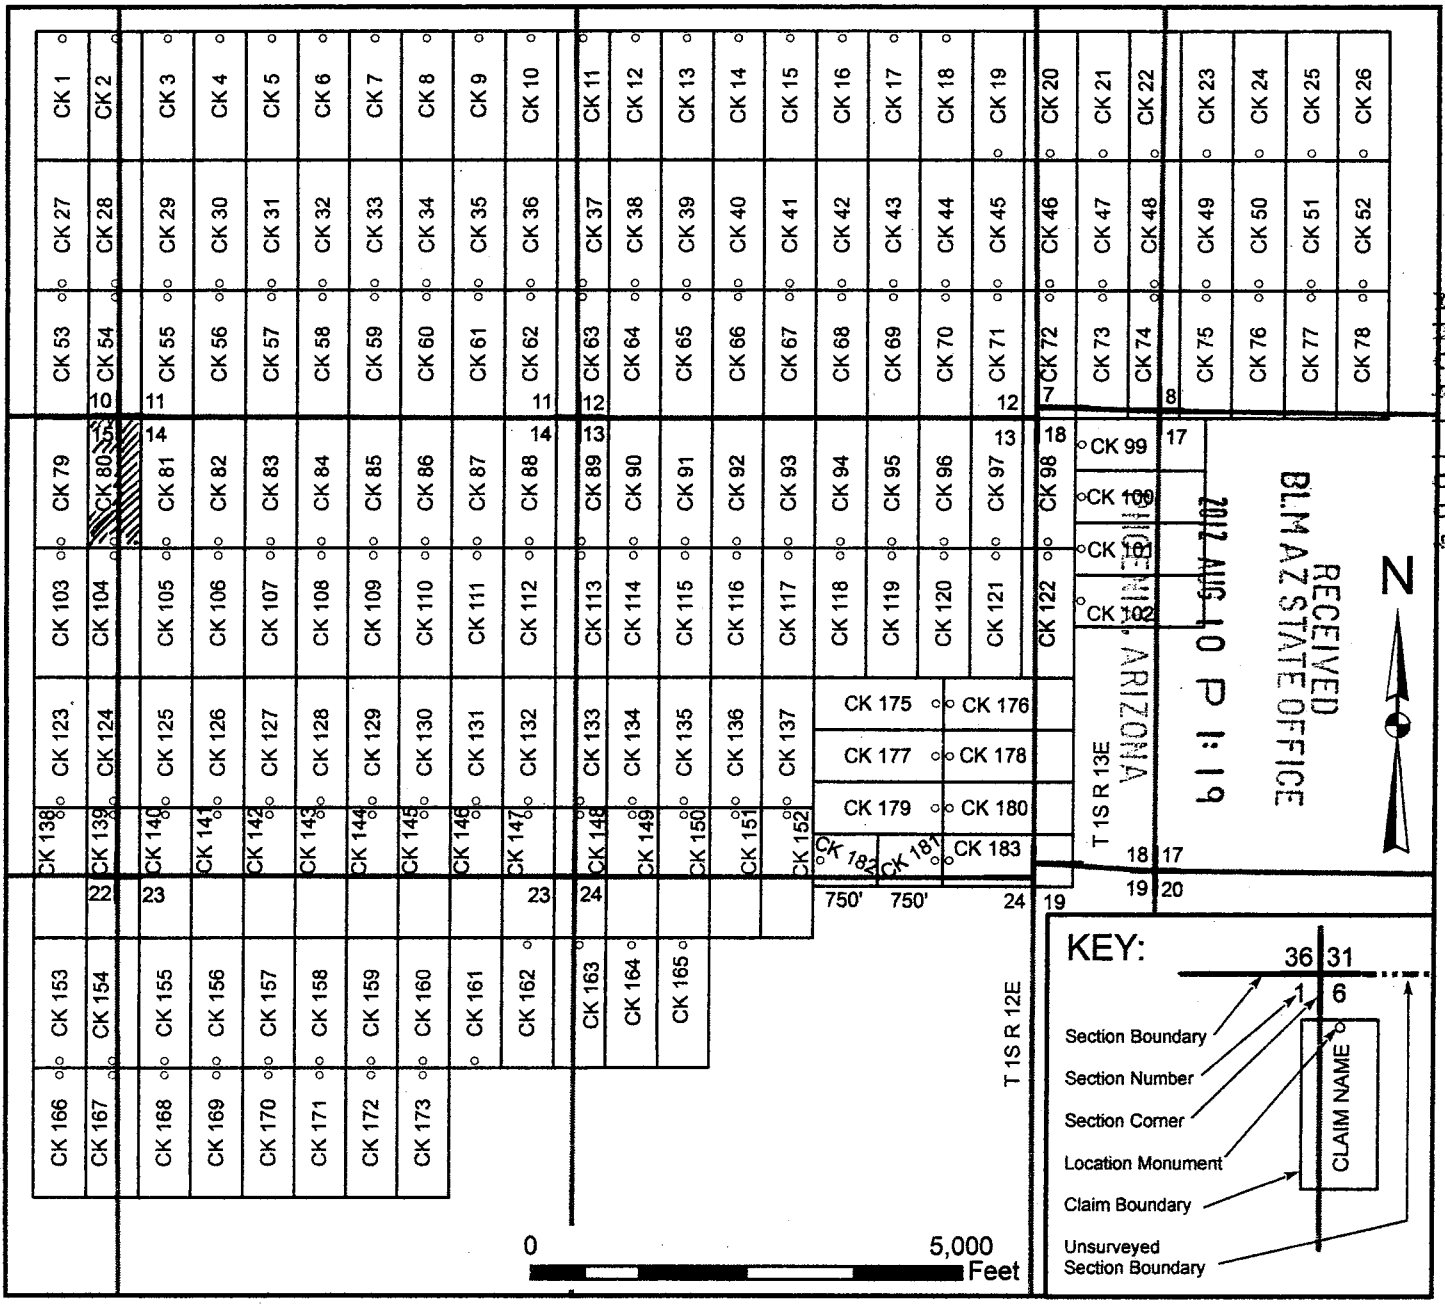 CK 1 CK 2 CK 3 CK 4 CK 5 CK 6 CK 7 CK 8 CK 9 CK 10 CK 11 CK 12 CK 13 CK 14 CK 15 CK 16 CK 17 CK 18 CK 19 CK 20 CK 21 CK 22 CK 23 CK 24 CK 25 CK 26
CK 27 CK 28 CK 29 CK 30 CK 31 CK 32 CK 33 CK 34 CK 35 CK 36 CK 37 CK 38 CK 39 CK 40 CK 41 CK 42 CK 43 CK 44 CK 45 CK 46 CK 47 CK 48 CK 49 CK 50 CK 51 CK 52
CK 53 CK 54 CK 55 CK 56 CK 57 CK 58 CK 59 CK 60 CK 61 CK 62 CK 63 CK 64 CK 65 CK 66 CK 67 CK 68 CK 69 CK 70 CK 71 CK 72 CK 73 CK 74 CK 75 CK 76 CK 77 CK 78
10 11 11 12 12 7 8
15 14 14 13 13 18 17
CK 79 CK 80 CK 81 CK 82 CK 83 CK 84 CK 85 CK 86 CK 87 CK 88 CK 89 CK 90 CK 91 CK 92 CK 93 CK 94 CK 95 CK 96 CK 97 CK 98
CK 99
CK 100
CK 101
CK 102
CK 103 CK 104 CK 105 CK 106 CK 107 CK 108 CK 109 CK 110 CK 111 CK 112 CK 113 CK 114 CK 115 CK 116 CK 117 CK 118 CK 119 CK 120 CK 121 CK 122
RECEIVED
BLM AZ STATE OFFICE
2012 AUG 10 P 1: 19
ARIZONA
N
CK 123 CK 124 CK 125 CK 126 CK 127 CK 128 CK 129 CK 130 CK 131 CK 132 CK 133 CK 134 CK 135 CK 136 CK 137
CK 175 CK 176
CK 177 CK 178
CK 179 CK 180
CK 182 CK 181 CK 183
T 1S R 13E
CK 138 CK 139 CK 140 CK 141 CK 142 CK 143 CK 144 CK 145 CK 146 CK 147 CK 148 CK 149 CK 150 CK 151 CK 152
18 17
22 23 23 24 750' 750' 24 19 19 20
CK 153 CK 154 CK 155 CK 156 CK 157 CK 158 CK 159 CK 160 CK 161 CK 162 CK 163 CK 164 CK 165
T 1S R 12E
CK 166 CK 167 CK 168 CK 169 CK 170 CK 171 CK 172 CK 173
0 5,000
Feet
KEY:
36 31
1 6
Section Boundary
Section Number
Section Corner
Location Monument
Claim Boundary
Unsurveyed
Section Boundary
CLAIM NAME